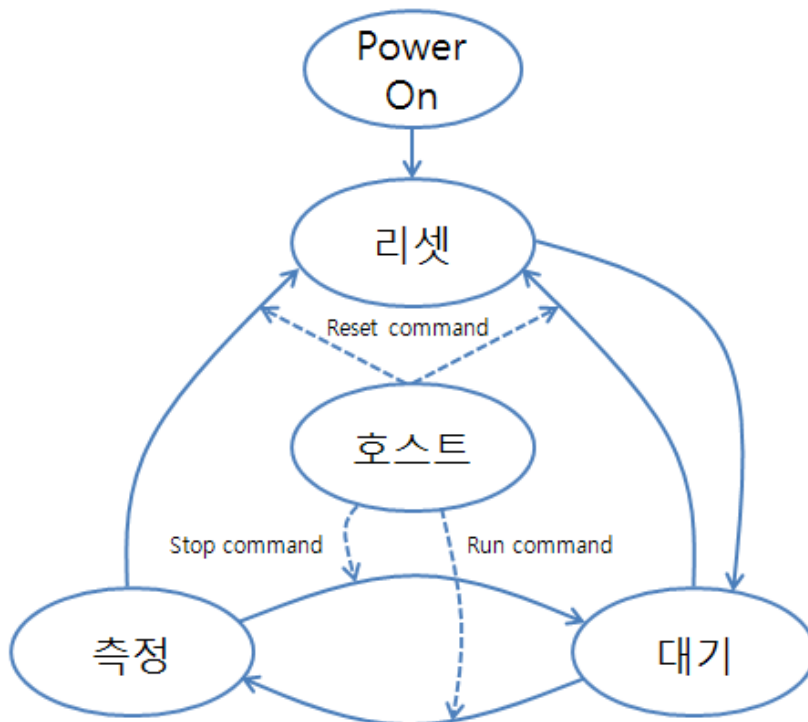 Power
On
리셋
Reset command
호스트
Stop command
Run command
측정
대기